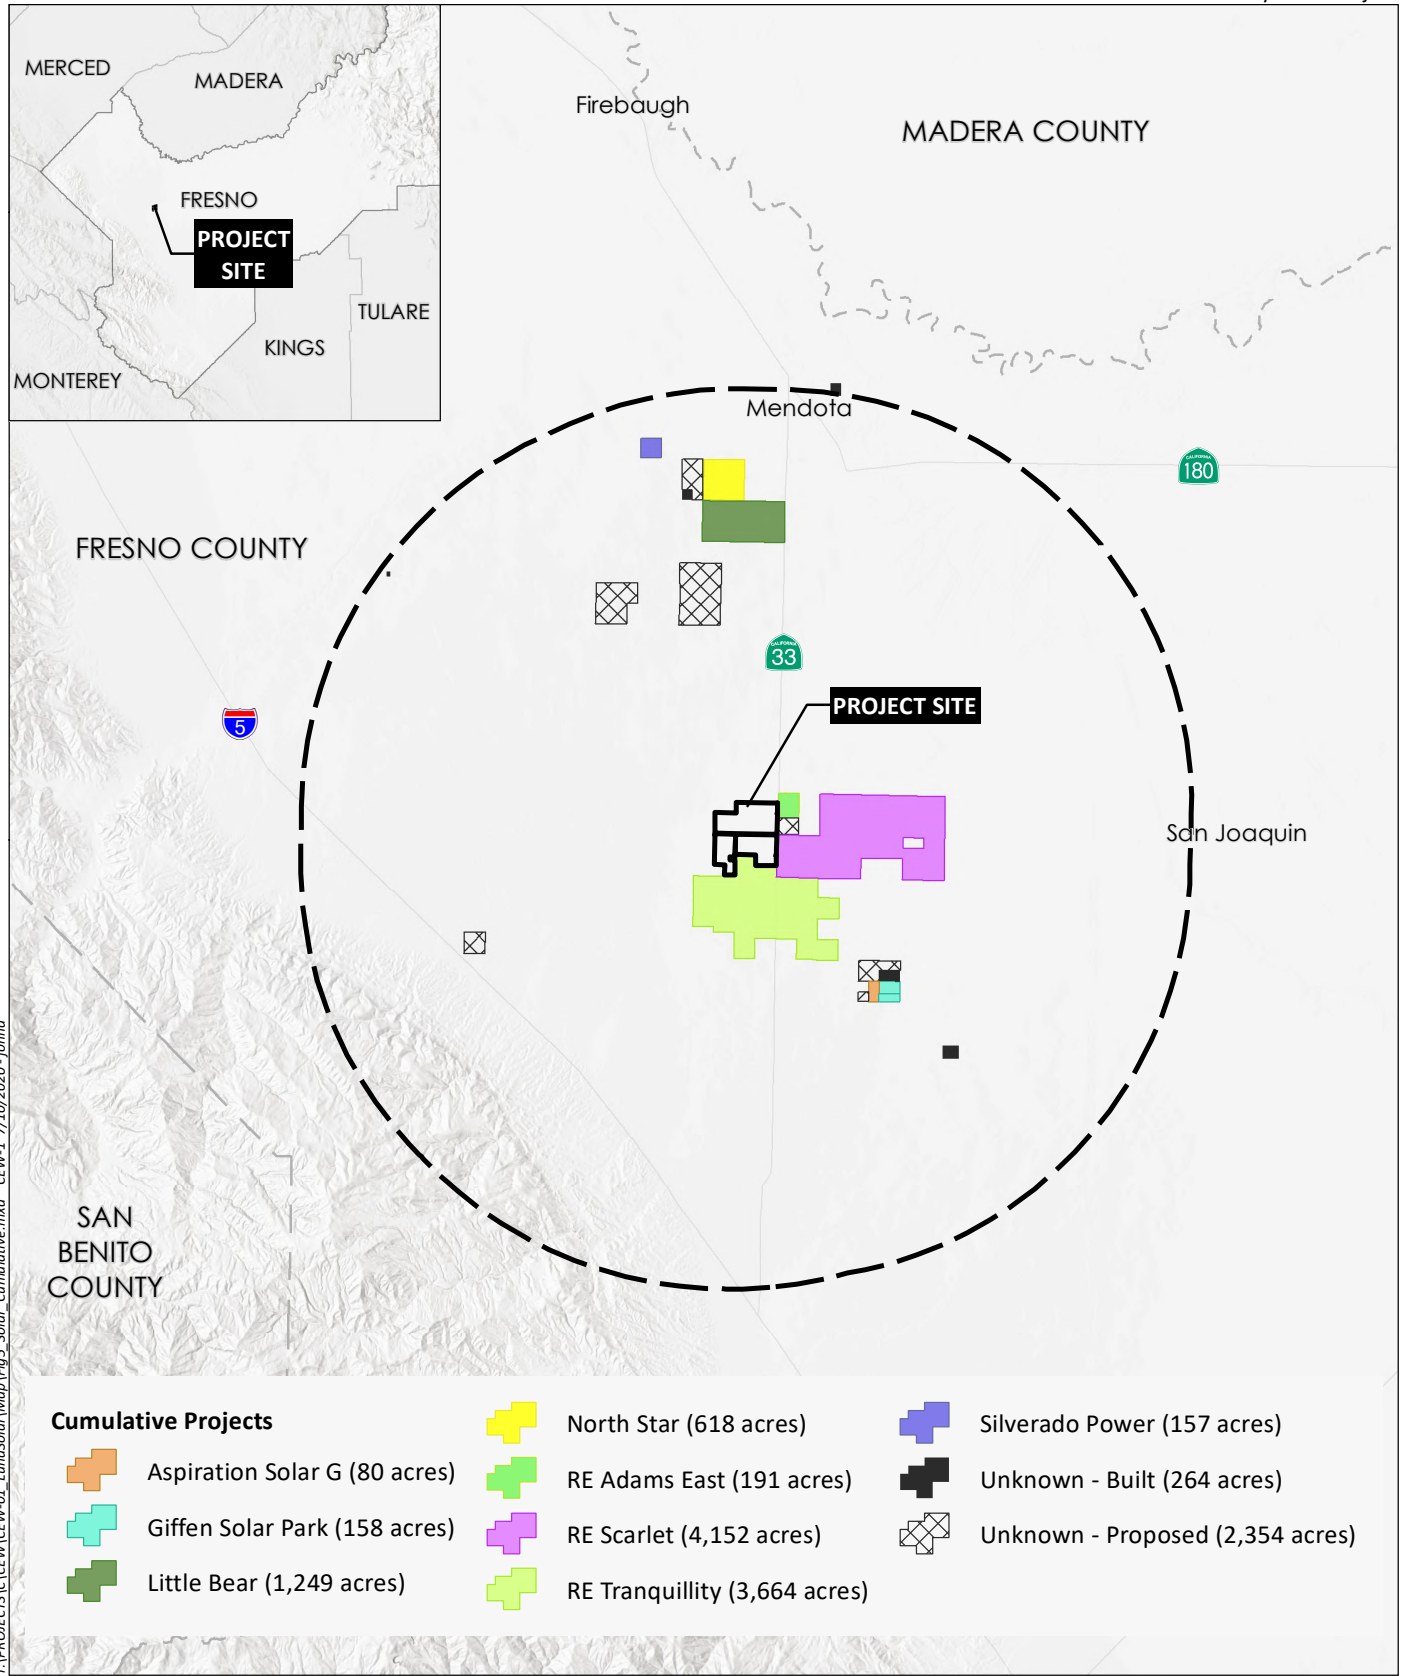 MERCED
MADERA
FRESNO
PROJECT
SITE
TULARE
KINGS
MONTEREY
Firebaugh
MADERA COUNTY
Mendota
CALIFORNIA
180
FRESNO COUNTY
CALIFORNIA
33
PROJECT SITE
5
San Joaquin
SAN
BENITO
COUNTY
Cumulative Projects
Aspiration Solar G (80 acres)
Giffen Solar Park (158 acres)
Little Bear (1,249 acres)
North Star (618 acres)
RE Adams East (191 acres)
RE Scarlet (4,152 acres)
RE Tranquillity (3,664 acres)
Silverado Power (157 acres)
Unknown - Built (264 acres)
Unknown - Proposed (2,354 acres)